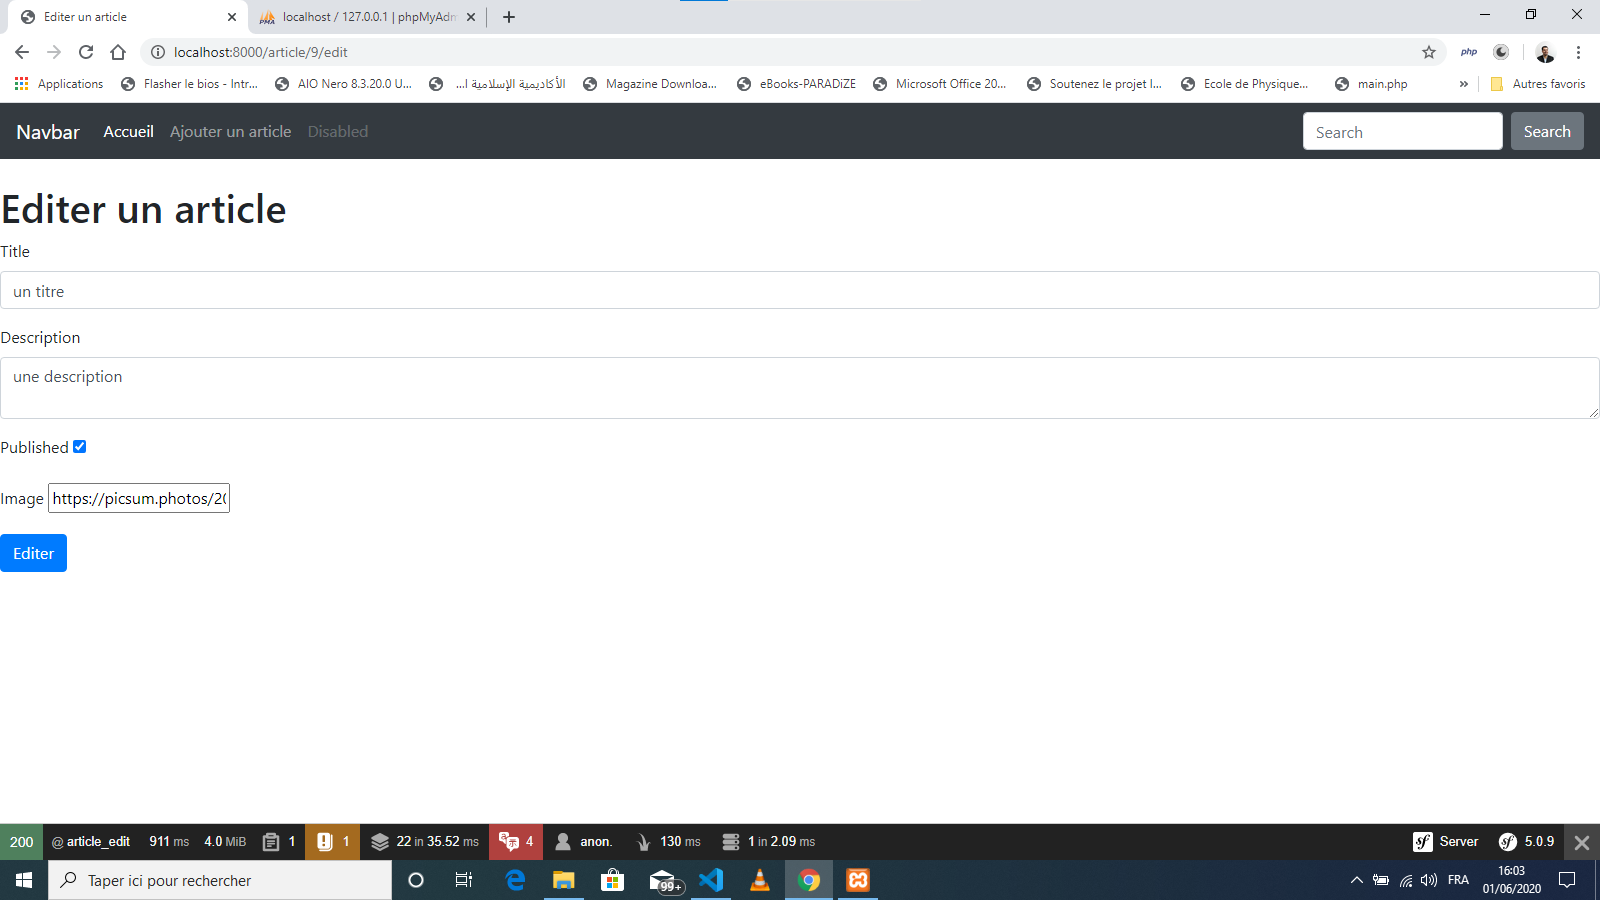 Editer un article
localhost / 127.0.0.1 | phpMyAdm
localhost:8000/article/9/edit
php
Applications
Flasher le bios - Intr...
AIO Nero 8.3.20.0 U...
الأكاديمية الإسلامية ا...
Magazine Downloa...
eBooks-PARADiZE
Microsoft Office 20...
Soutenez le projet I...
Ecole de Physique...
main.php
»
Autres favoris
Navbar Accueil Ajouter un article Disabled
Search Search
Editer un article
Title
un titre
Description
une description
Published
Image https://picsum.photos/20
Editer
200 @ article_edit 911 ms 4.0 MiB 1 1 22 in 35.52 ms 4 anon. 130 ms 1 in 2.09 ms Server 5.0.9
Taper ici pour rechercher
99+
FRA
16:03
01/06/2020